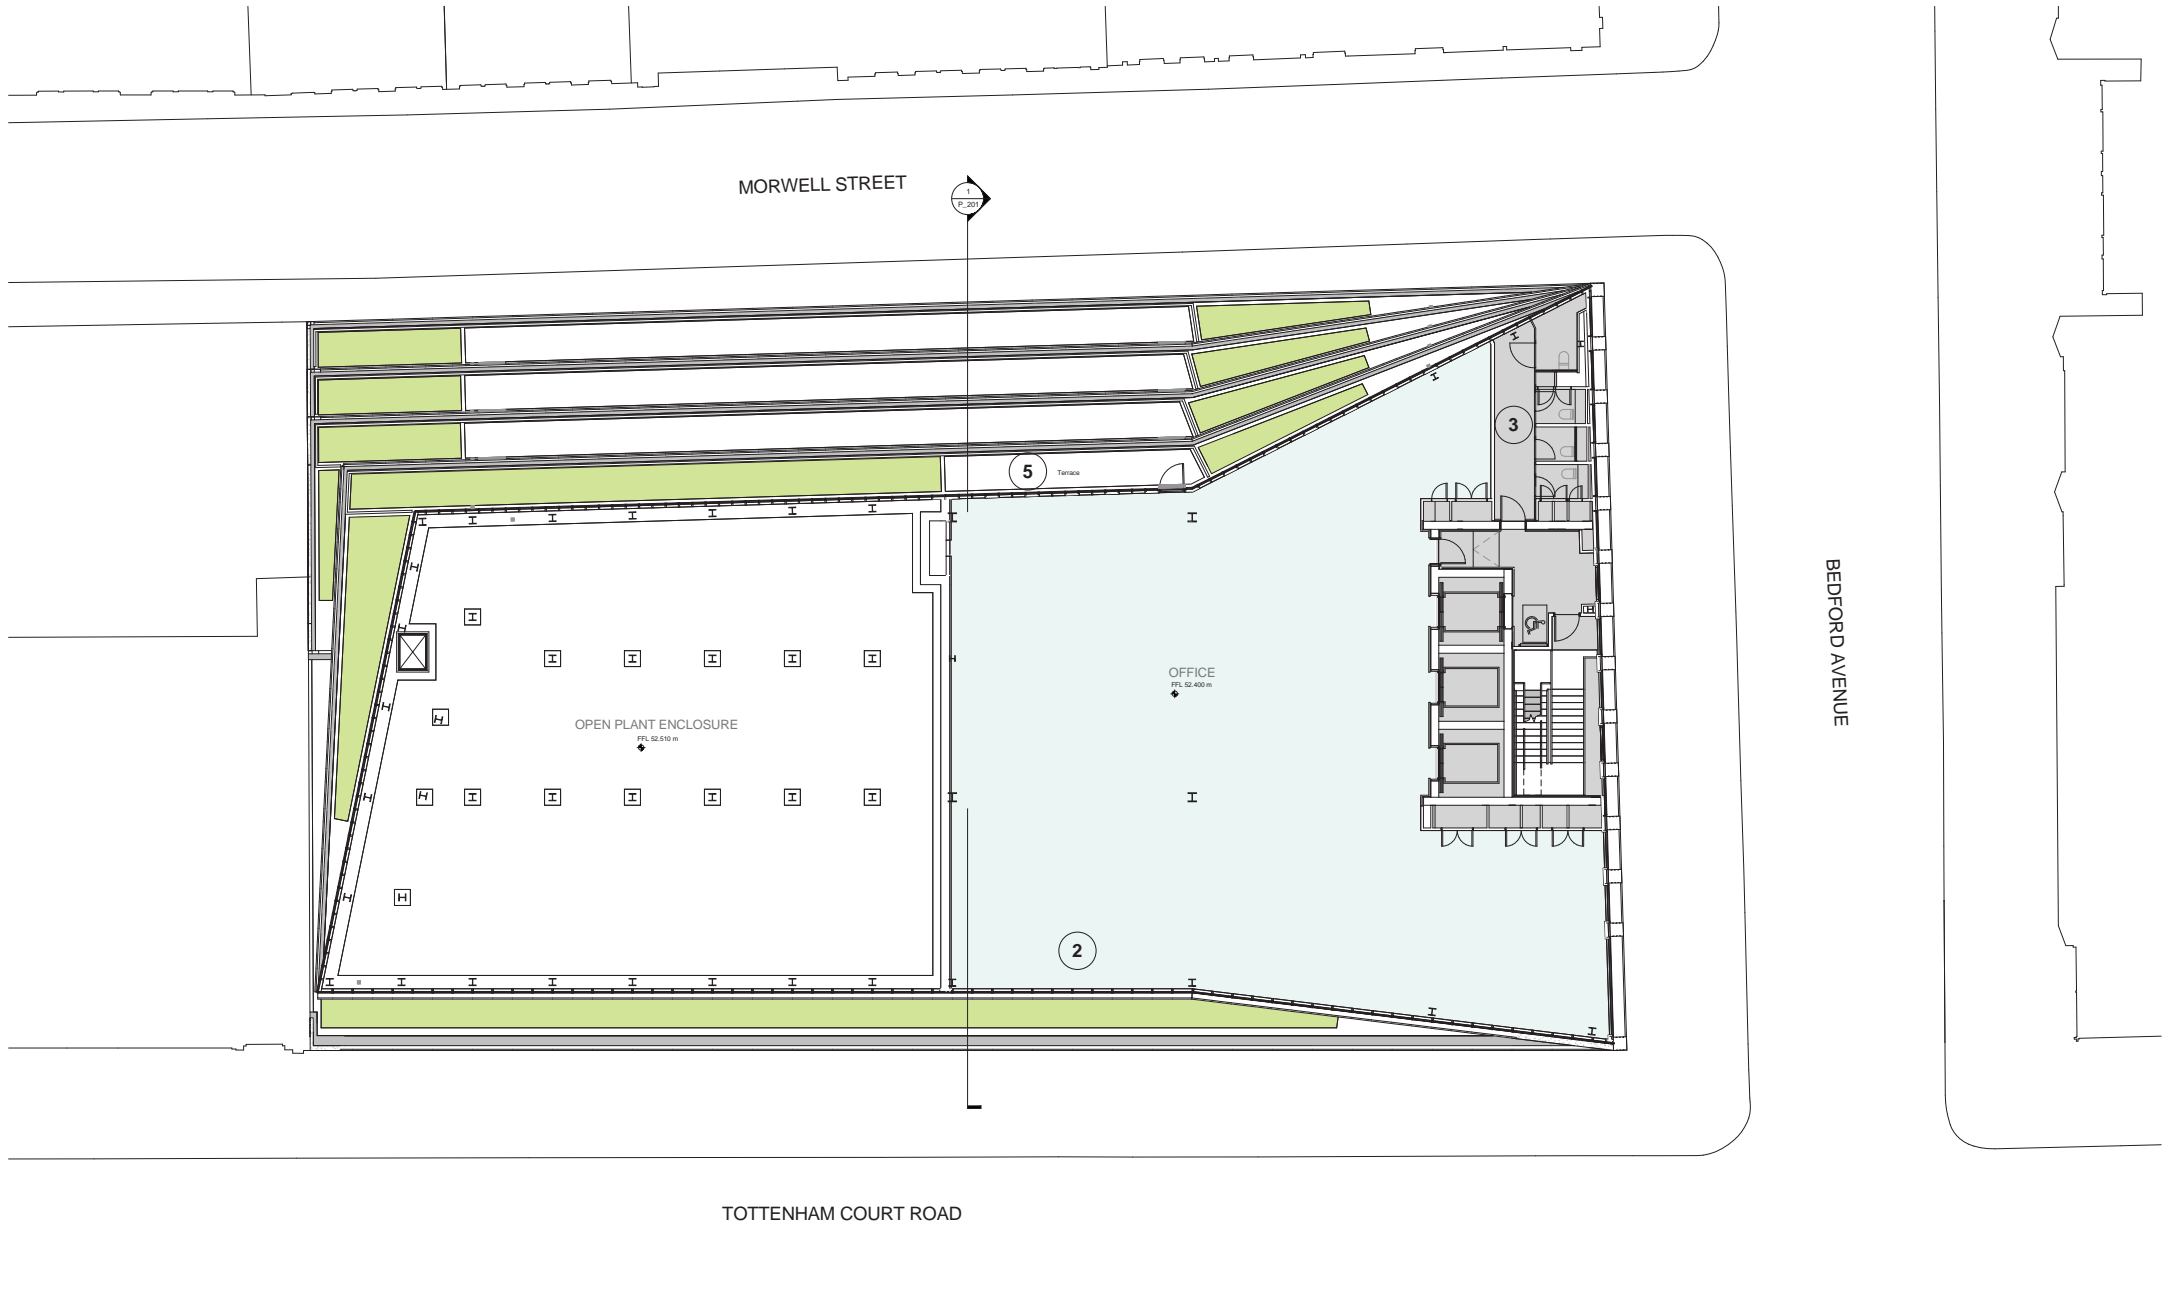 MORWELL STREET
1
P_201
3
5
Terrace
OFFICE
FFL 52.400 m
OPEN PLANT ENCLOSURE
FFL 52.510 m
BEDFORD AVENUE
2
TOTTENHAM COURT ROAD